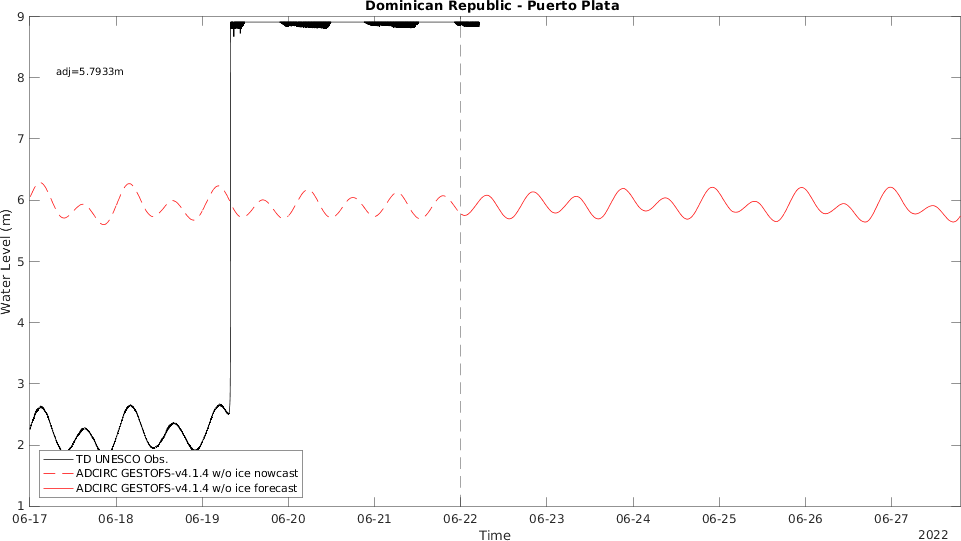 Dominican Republic - Puerto Plata
9
8
7
6
5
4
3
2
1
Water Level (m)
adj=5.7933m
TD UNESCO Obs.
ADCIRC GESTOFS-v4.1.4 w/o ice nowcast
ADCIRC GESTOFS-v4.1.4 w/o ice forecast
06-17 06-18 06-19 06-20 06-21 06-22 06-23 06-24 06-25 06-26 06-27
Time
2022